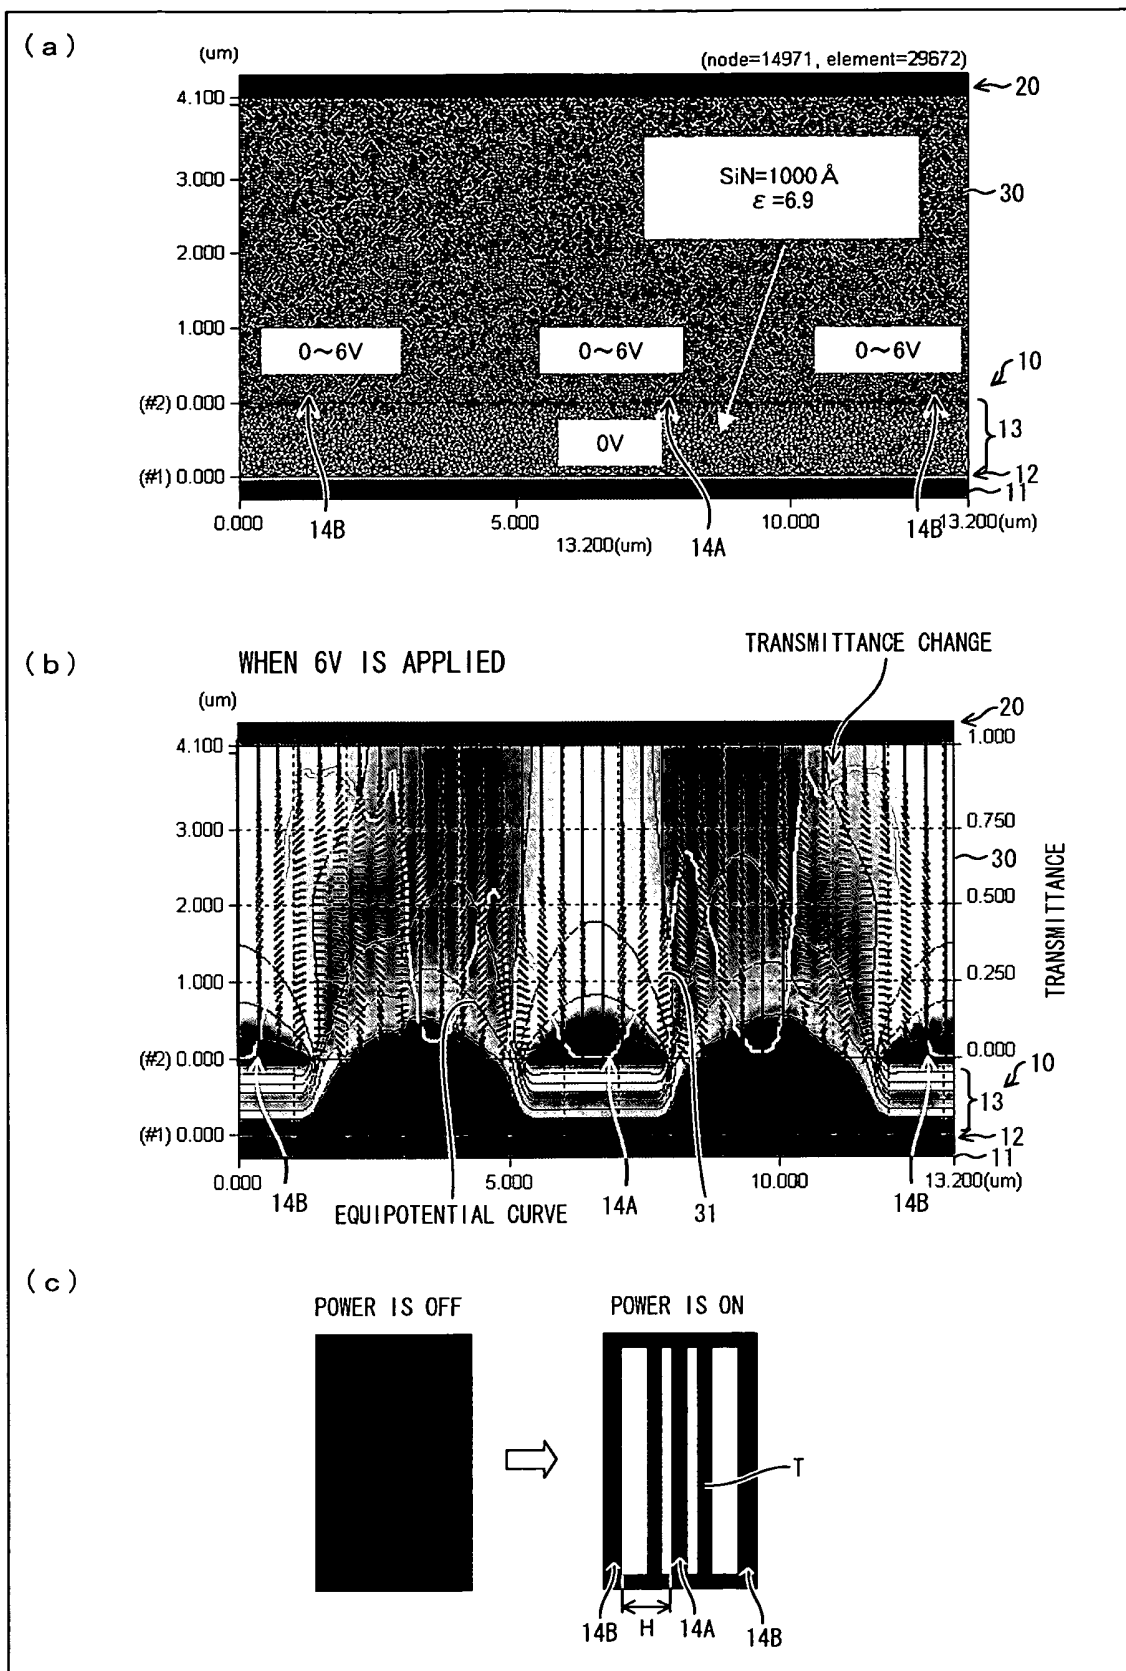 (a)
(um)
(node=14971, element=29672)
20
4.100
SiN=1000 Å
ε=6.9
3.000
30
2.000
1.000
0～6V 0～6V 0～6V
10
(#2) 0.000
13
0V
(#1) 0.000
12
11
0.000 14B 5.000 14A 10.000 14B 13.200(um)
13.200(um)
(b)
WHEN 6V IS APPLIED
TRANSMITTANCE CHANGE
(um)
20
4.100 1.000
3.000 0.750
30
2.000 0.500
1.000 0.250
TRANSMITTANCE
(#2) 0.000 0.000
10
13
(#1) 0.000
12
11
0.000 14B 5.000 14A 31 10.000 14B 13.200(um)
EQUIPOTENTIAL CURVE
(c)
POWER IS OFF POWER IS ON
T
14B H 14A 14B